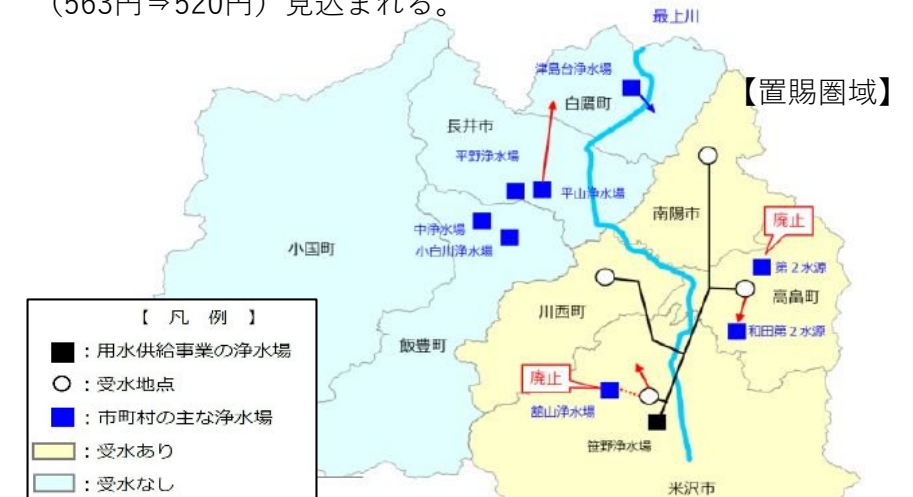 （563円⇒520円）見込まれる。
最上川
【置賜圏域】
津島台浄水場
白鷹町
長井市
平野浄水場
平山浄水場
南陽市
廃止
中浄水場
小白川浄水場
小国町
第２水源
高畠町
川西町
和田第２水源
飯豊町
廃止
舘山浄水場
笹野浄水場
米沢市
【 凡 例 】
：用水供給事業の浄水場
：受水地点
：市町村の主な浄水場
：受水あり
：受水なし